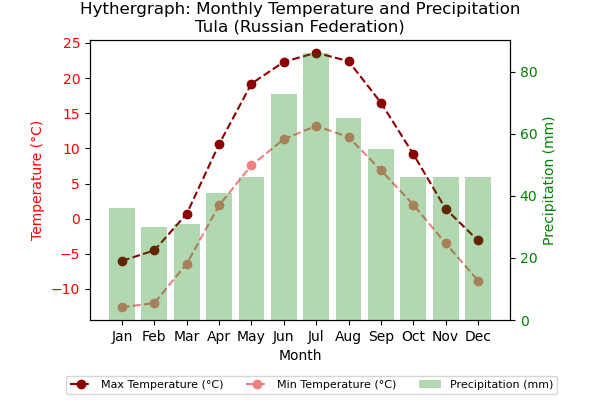 Hythergraph: Monthly Temperature and Precipitation
Tula (Russian Federation)
25
20
15
10
5
0
−5
−10
Temperature (°C)
80
60
40
20
0
Precipitation (mm)
Jan Feb Mar Apr May Jun Jul Aug Sep Oct Nov Dec
Month
Max Temperature (°C) Min Temperature (°C) Precipitation (mm)